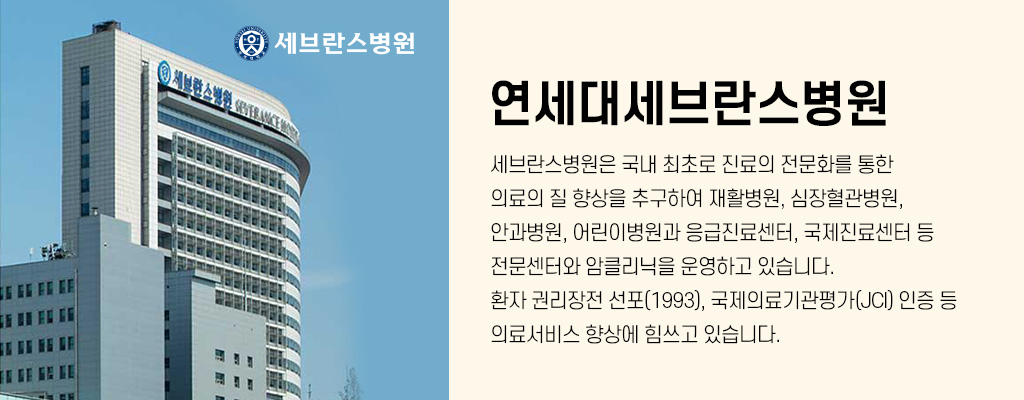 세브란스병원
세브란스병원 SEVERANCE
연세대세브란스병원
세브란스병원은 국내 최초로 진료의 전문화를 통한
의료의 질 향상을 추구하여 재활병원, 심장혈관병원,
안과병원, 어린이병원과 응급진료센터, 국제진료센터 등
전문센터와 암클리닉을 운영하고 있습니다.
환자 권리장전 선포(1993), 국제의료기관평가(JCI) 인증 등
의료서비스 향상에 힘쓰고 있습니다.